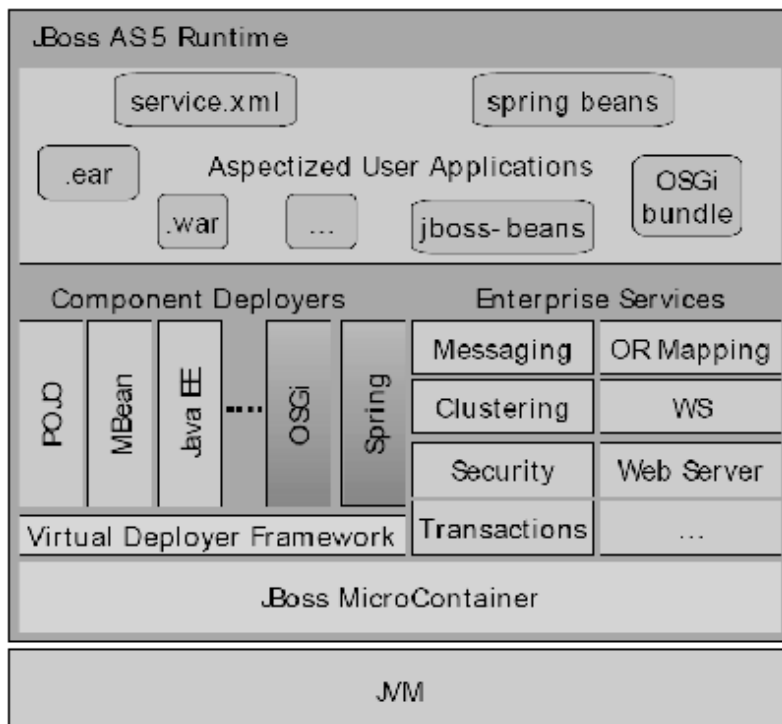 JBoss AS5 Runtime
service.xml
spring beans
.ear
Aspectized User Applications
OSGi
bundle
.war
...
jboss-beans
Component Deployers
Enterprise Services
POJO
MBean
Java EE
....
OSGi
Spring
Messaging
OR Mapping
Clustering
WS
Security
Web Server
Transactions
...
Virtual Deployer Framework
JBoss MicroContainer
JVM